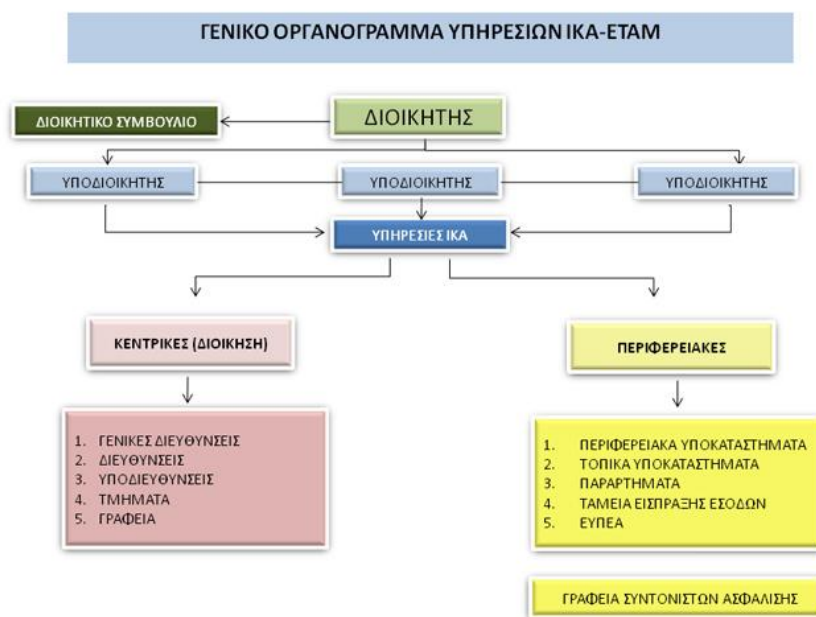 ΓΕΝΙΚΟ ΟΡΓΑΝΟΓΡΑΜΜΑ ΥΠΗΡΕΣΙΩΝ ΙΚΑ-ΕΤΑΜ
ΔΙΟΙΚΗΤΙΚΟ ΣΥΜΒΟΥΛΙΟ
ΔΙΟΙΚΗΤΗΣ
ΥΠΟΔΙΟΙΚΗΤΗΣ
ΥΠΟΔΙΟΙΚΗΤΗΣ
ΥΠΟΔΙΟΙΚΗΤΗΣ
ΥΠΗΡΕΣΙΕΣ ΙΚΑ
ΚΕΝΤΡΙΚΕΣ (ΔΙΟΙΚΗΣΗ)
ΠΕΡΙΦΕΡΕΙΑΚΕΣ
1. ΓΕΝΙΚΕΣ ΔΙΕΥΘΥΝΣΕΙΣ
2. ΔΙΕΥΘΥΝΣΕΙΣ
3. ΥΠΟΔΙΕΥΘΥΝΣΕΙΣ
4. ΤΜΗΜΑΤΑ
5. ΓΡΑΦΕΙΑ
1. ΠΕΡΙΦΕΡΕΙΑΚΑ ΥΠΟΚΑΤΑΣΤΗΜΑΤΑ
2. ΤΟΠΙΚΑ ΥΠΟΚΑΤΑΣΤΗΜΑΤΑ
3. ΠΑΡΑΡΤΗΜΑΤΑ
4. ΤΑΜΕΙΑ ΕΙΣΠΡΑΞΗΣ ΕΣΟΔΩΝ
5. ΕΥΠΕΑ
ΓΡΑΦΕΙΑ ΣΥΝΤΟΝΙΣΤΩΝ ΑΣΦΑΛΙΣΗΣ